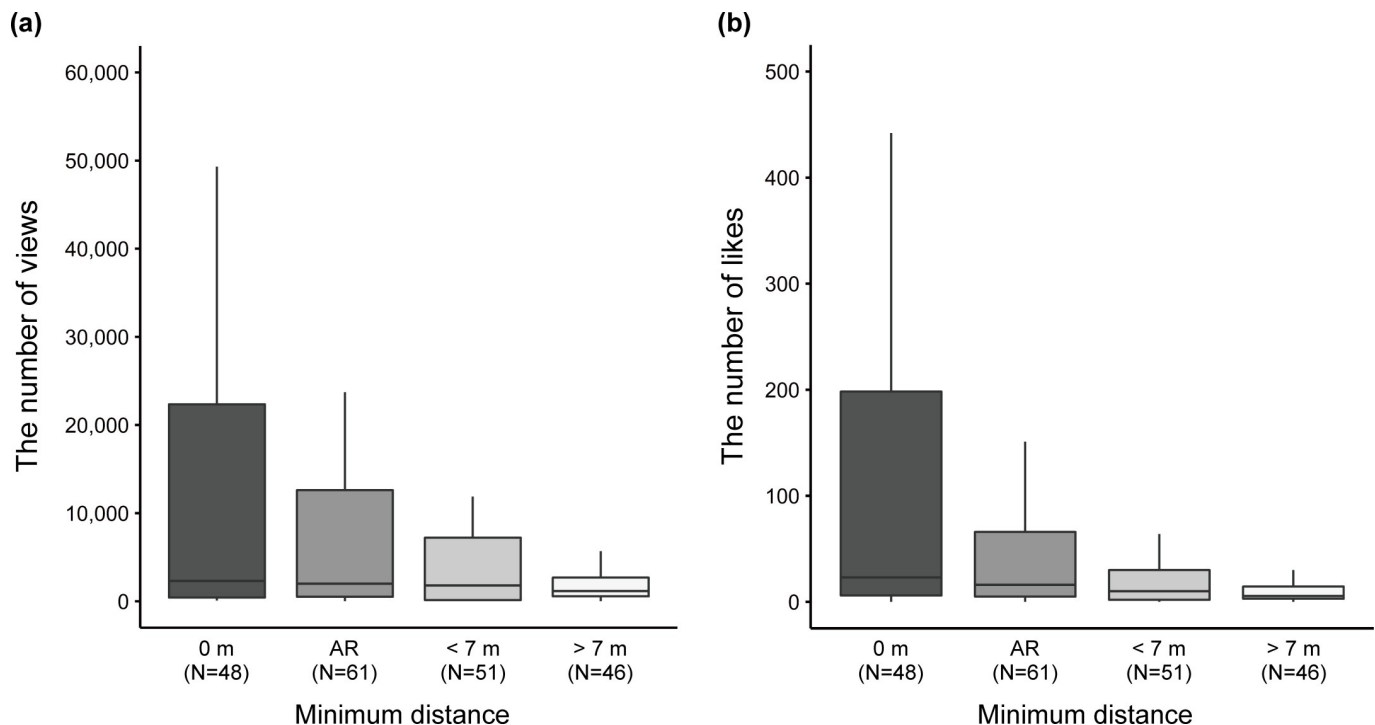 (a)
The number of views
60,000
50,000
40,000
30,000
20,000
10,000
0
0 m
(N=48)
AR
(N=61)
< 7 m
(N=51)
> 7 m
(N=46)
Minimum distance
(b)
The number of likes
500
400
300
200
100
0
0 m
(N=48)
AR
(N=61)
< 7 m
(N=51)
> 7 m
(N=46)
Minimum distance